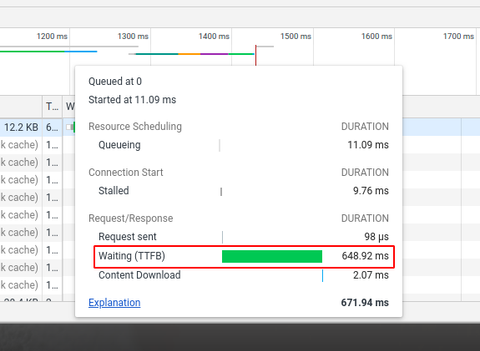 1200 ms 1300 ms 1400 ms 1500 ms 1600 ms 1700 ms
Queued at 0
Started at 11.09 ms
T... W
Resource Scheduling DURATION
12.2 KB 6...
Queueing 11.09 ms
k cache) 1...
k cache) 1...
Connection Start DURATION
k cache) 1...
Stalled 9.76 ms
k cache) 1...
Request/Response DURATION
k cache) 1...
Request sent 98 µs
k cache) 1...
Waiting (TTFB) 648.92 ms
k cache) 1...
Content Download 2.07 ms
k cache) 1...
Explanation 671.94 ms